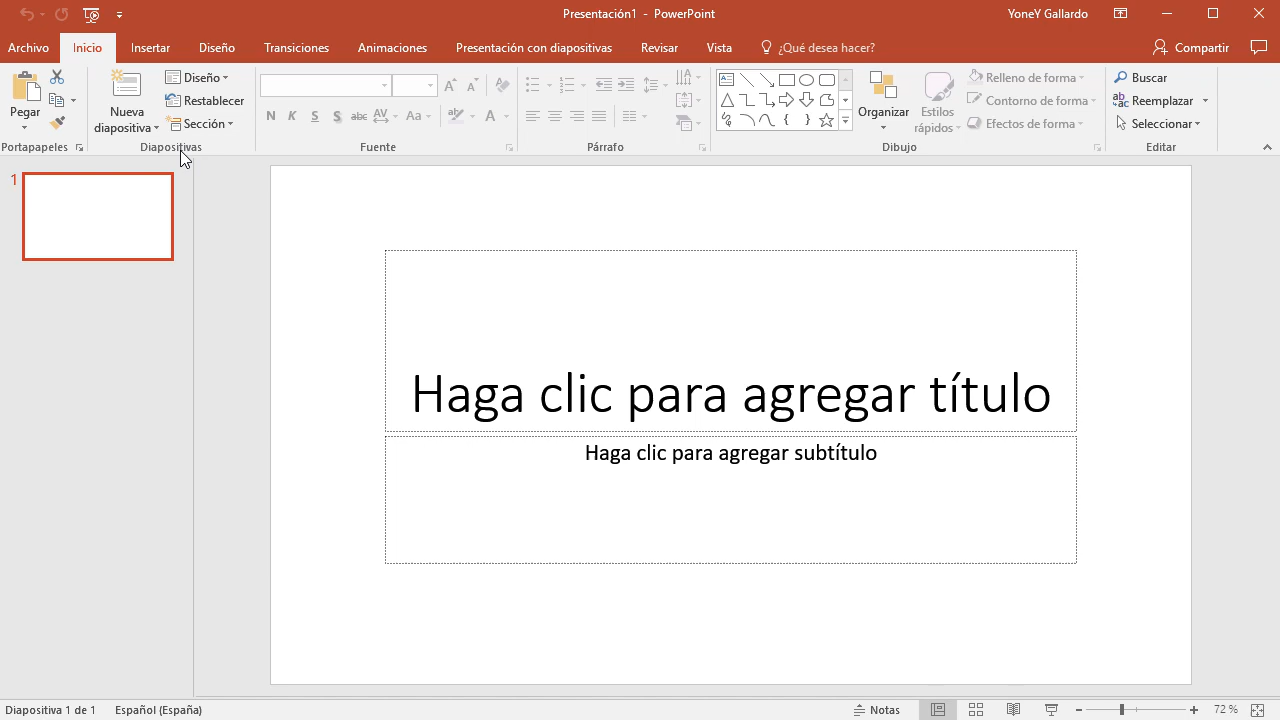 Presentación1 - PowerPoint
YoneY Gallardo
Archivo Inicio Insertar Diseño Transiciones Animaciones Presentación con diapositivas Revisar Vista ¿Qué desea hacer? Compartir
Pegar
Portapapeles
Nueva
diapositiva
Diseño
Restablecer
Sección
Diapositivas
N K S S abc AV Aa
Fuente
Párrafo
Organizar
Estilos
rápidos
Relleno de forma
Contorno de forma
Efectos de forma
Dibujo
Buscar
Reemplazar
Seleccionar
Editar
1
Haga clic para agregar título
Haga clic para agregar subtítulo
Diapositiva 1 de 1 Español (España) Notas 72 %